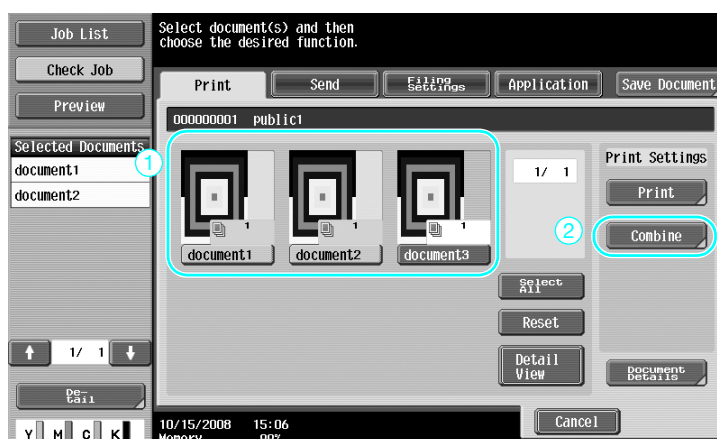 Job List
Check Job
Preview
Selected Documents
document1
document2
1/ 1
De-
tail
Y M C K
Select document(s) and then
choose the desired function.
Print
Send
Filing
Settings
Application
Save Document
000000001 public1
1
1
1
1
document1
document2
document3
1/ 1
Select
All
Reset
Detail
View
Print Settings
Print
2
Combine
Document
Details
10/15/2008 15:06
Memory 99%
Cancel